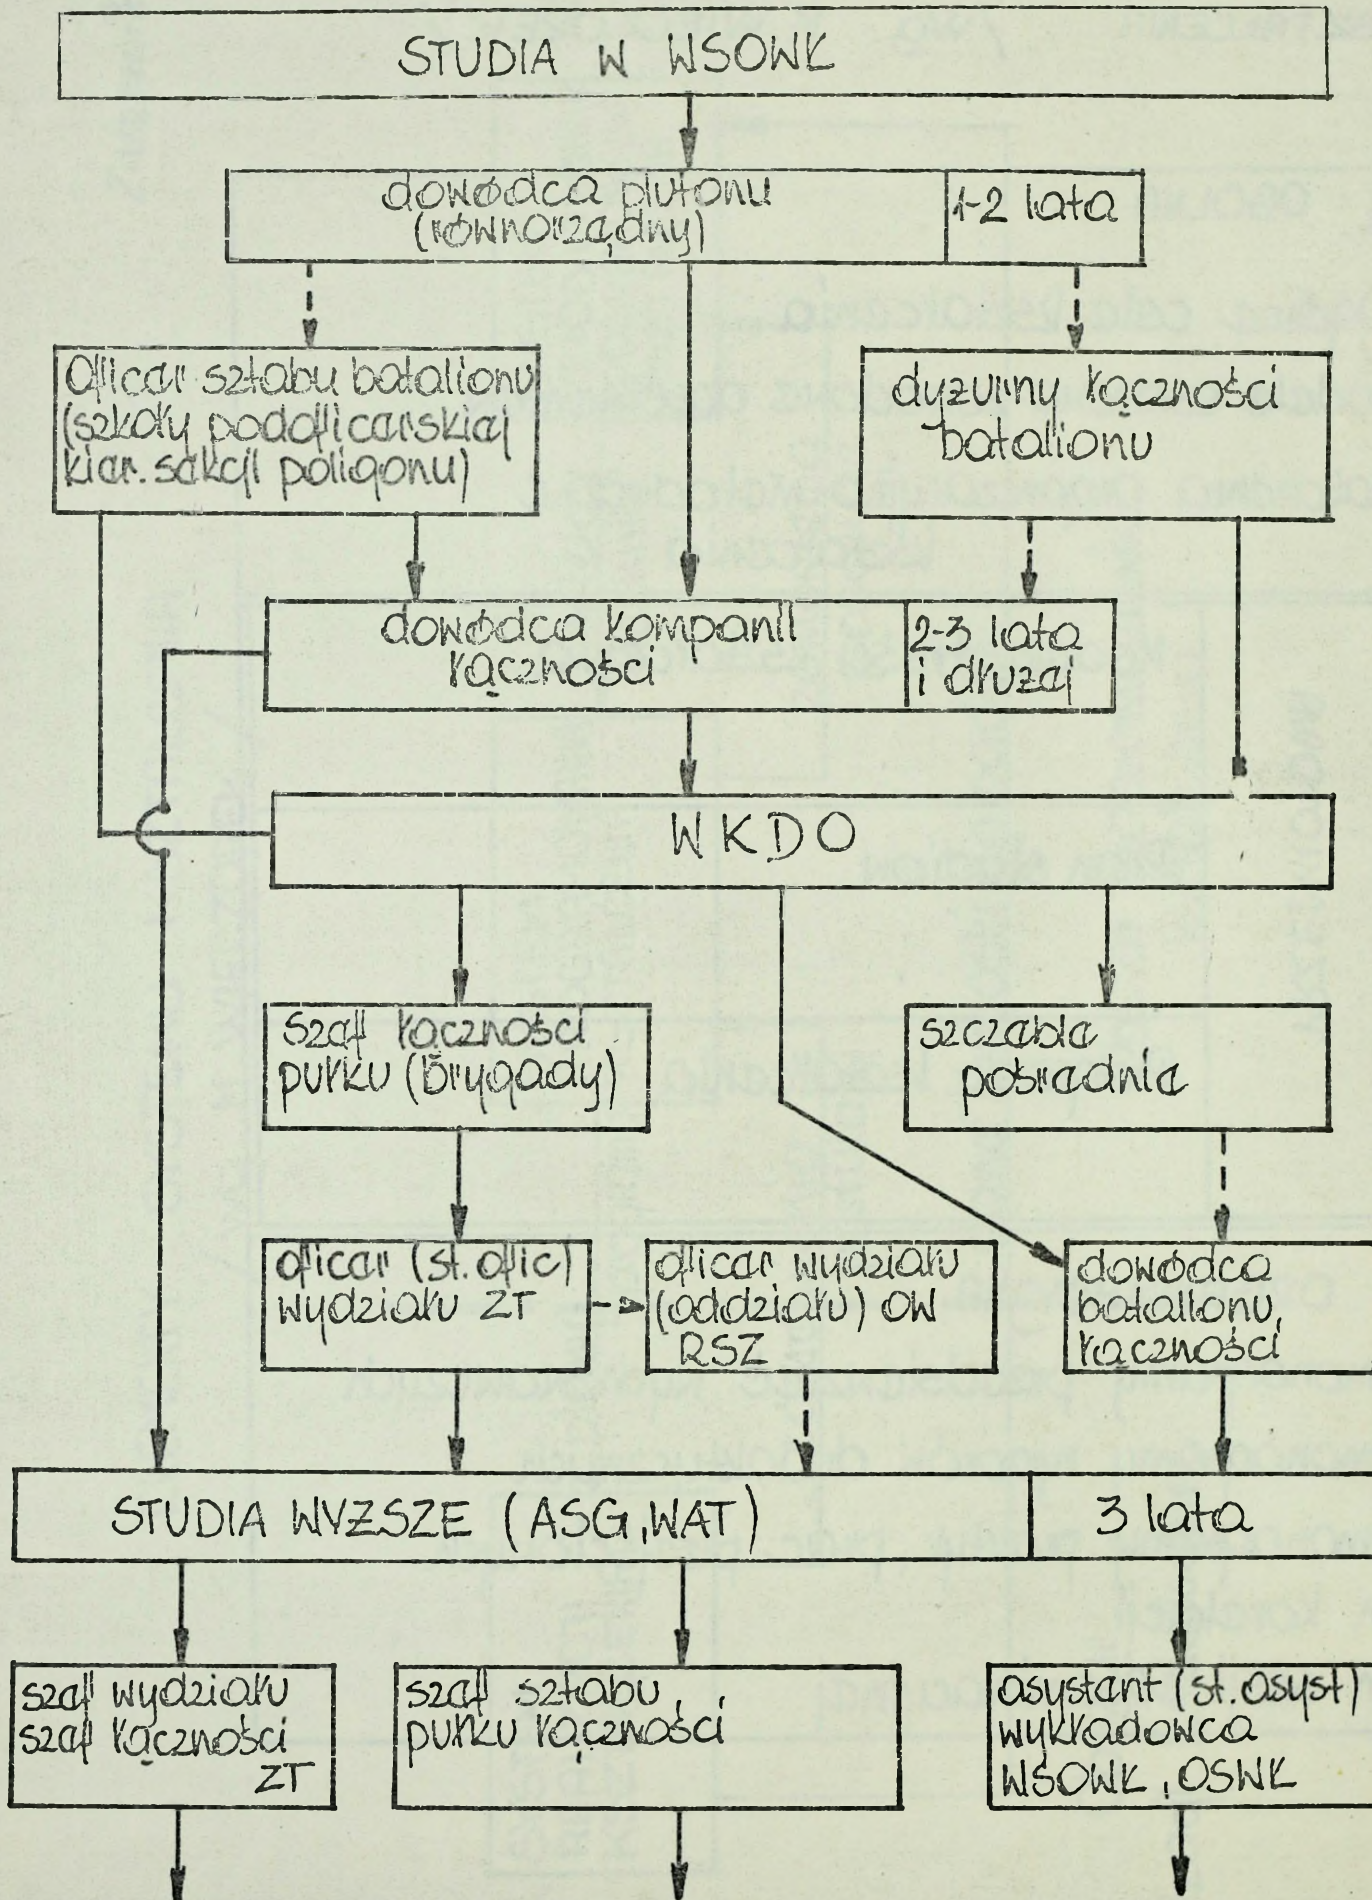 STUDIA W WSOWŁ
dowódca plutonu
(równorzędny)
1-2 lata
oficer sztabu batalionu
(szkoły podoficerskiej
kier. sekcji poligonu)
dyżurny łączności
batalionu
dowódca kompanii
łączności
2-3 lata
i dłużej
WKDO
szef łączności
pułku (Brygady)
szczeble
pośrednie
oficer (st. ofic)
wydziału ZT
oficer wydziału
(oddziału) OW
RSZ
dowódca
batalionu
łączności
STUDIA WYŻSZE (ASG, WAT)
3 lata
szef wydziału
szef łączności
ZT
szef sztabu
pułku łączności
asystent (st. asyst)
wykładowca
WSOWŁ, OSWŁ